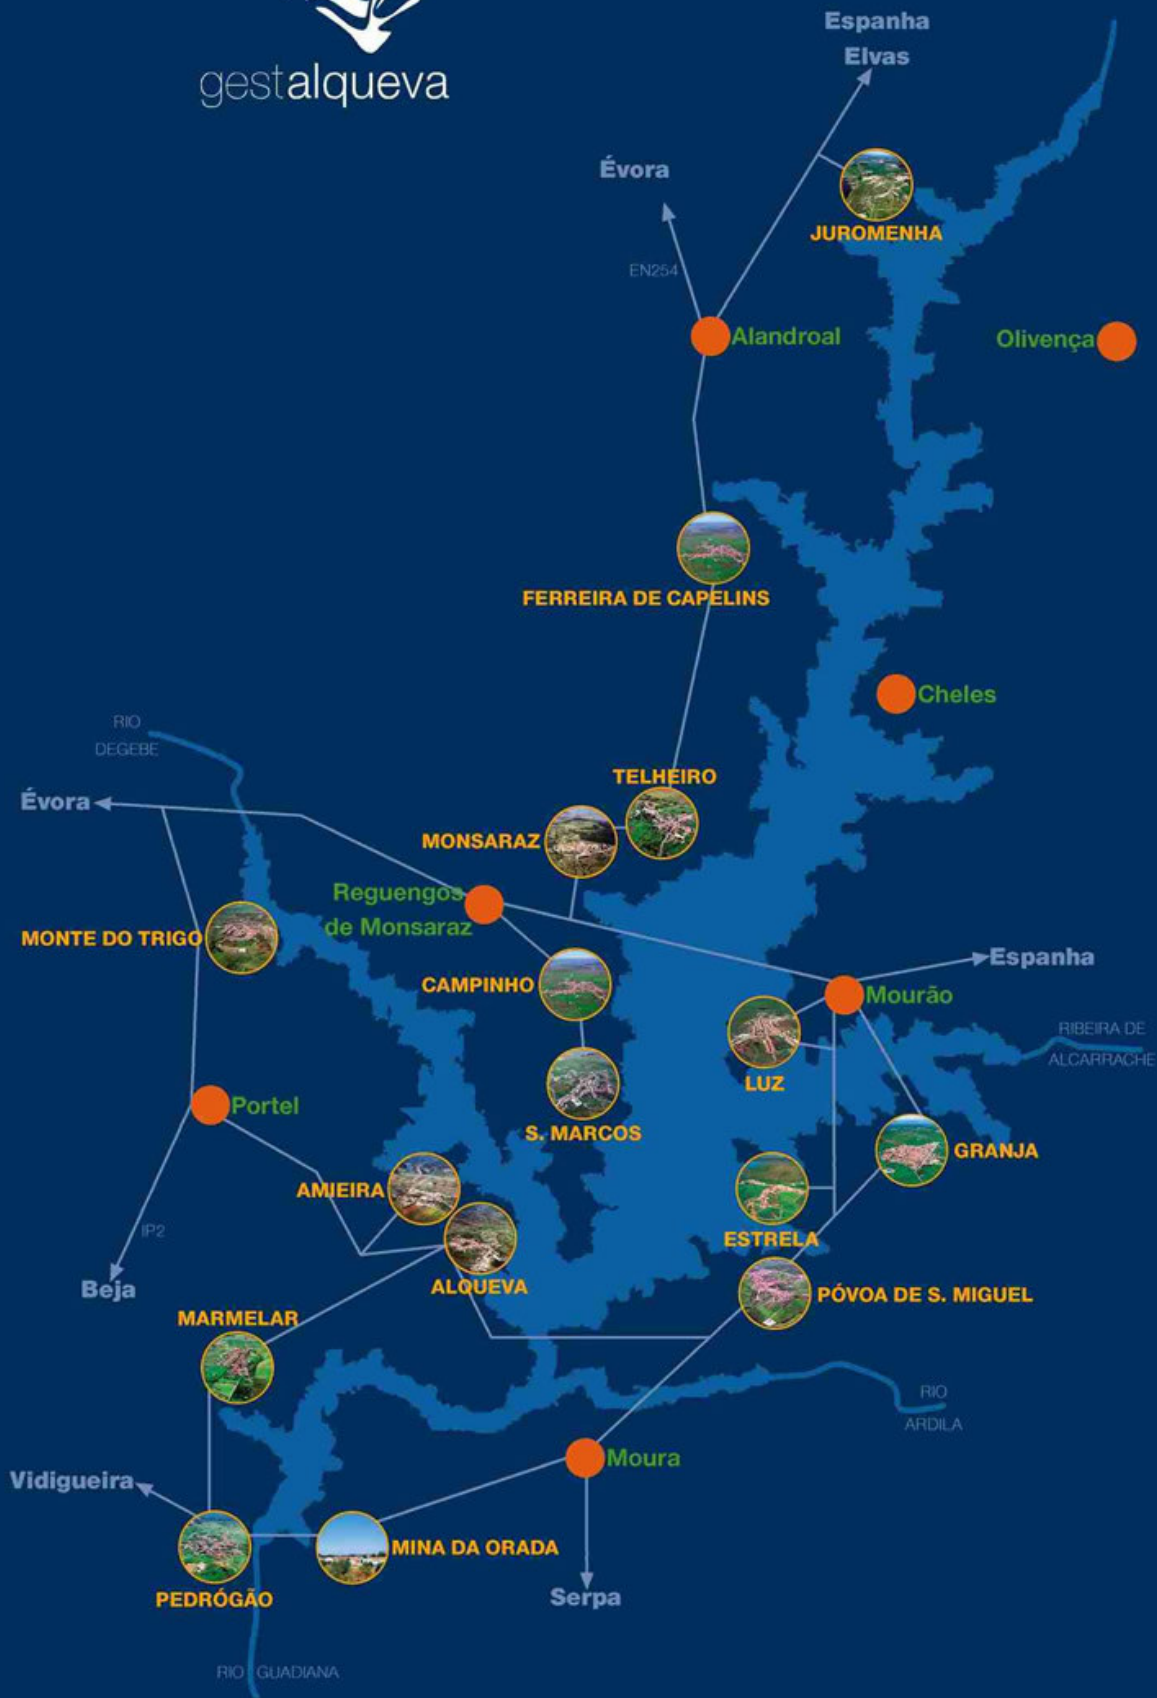 gestalqueva
Espanha
Elvas
Évora
JUROMENHA
EN254
Alandroal
Olivença
FERREIRA DE CAPELINS
Cheles
RIO
DEGEBE
TELHEIRO
Évora
MONSARAZ
Reguengos
de Monsaraz
MONTE DO TRIGO
CAMPINHO
Espanha
Mourão
RIBEIRA DE
ALCARRACHE
LUZ
Portel
S. MARCOS
GRANJA
AMIEIRA
IP2
ESTRELA
Beja
ALQUEVA
PÓVOA DE S. MIGUEL
MARMELAR
RIO
ARDILA
Moura
Vidigueira
MINA DA ORADA
PEDRÓGÃO
Serpa
RIO GUADIANA